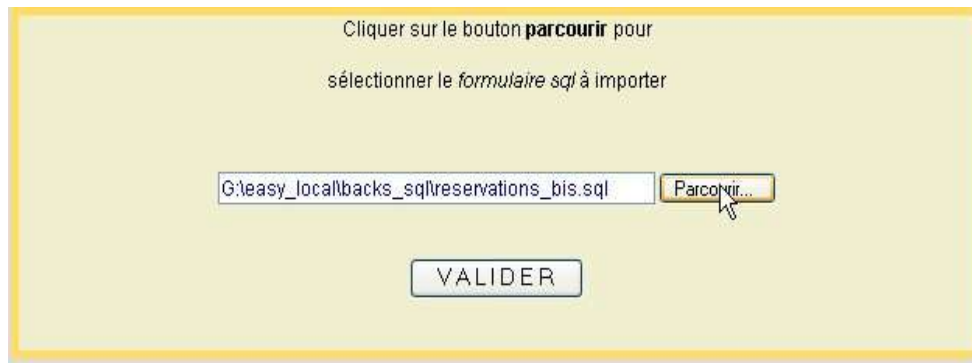 Cliquer sur le bouton parcourir pour
sélectionner le formulaire sql à importer
G:\easy_local\backs_sql\reservations_bis.sql Parcourir...
VALIDER